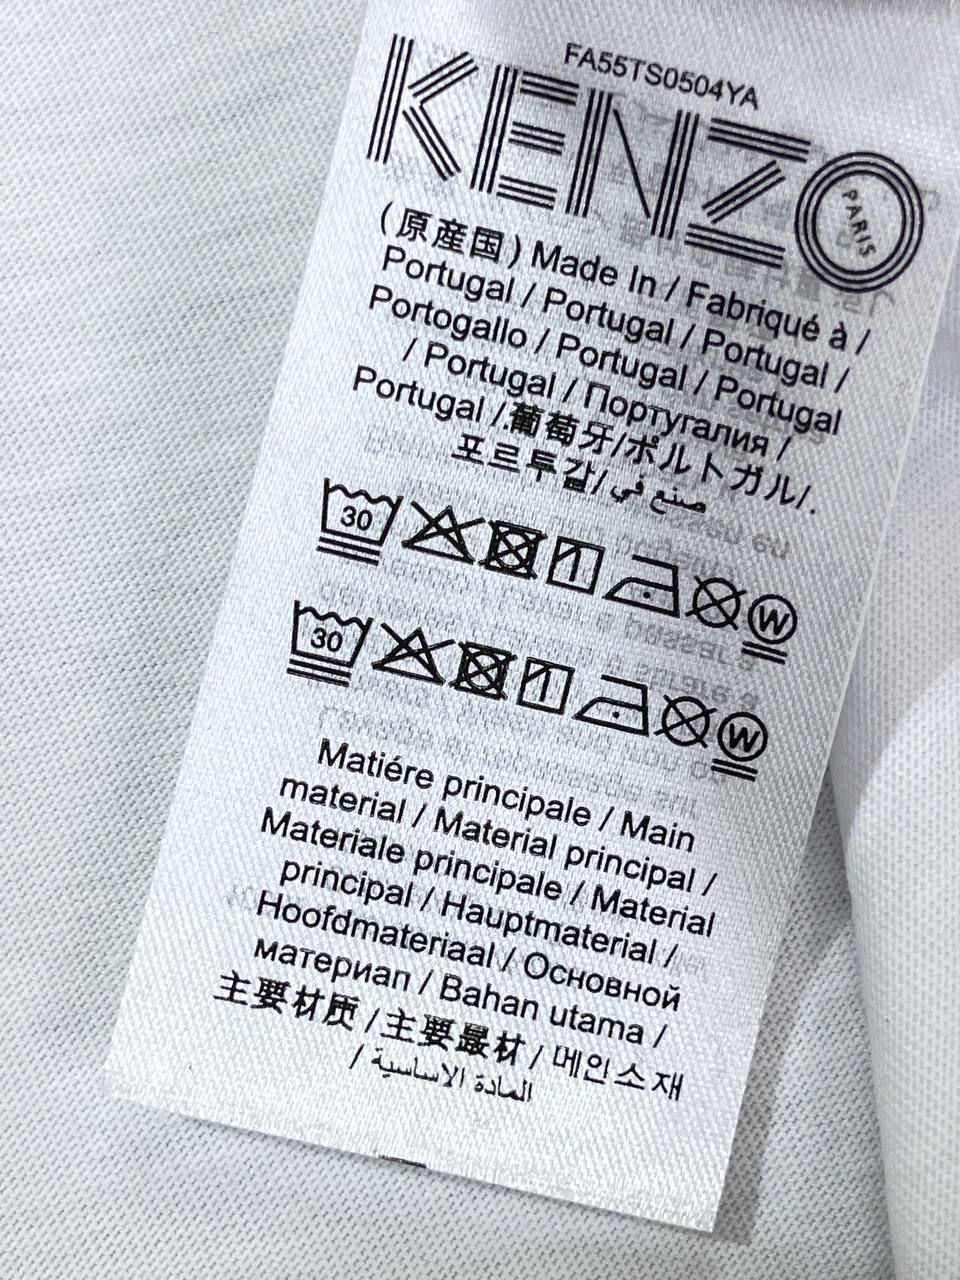 FA55TS0504YA
KENZO
PARIS
(原産国) Made In / Fabriqué à /
Portugal / Portugal / Portugal /
Portogallo / Portugal / Portugal
/ Portugal / Португалия /
Portugal /.葡萄牙/ポルトガル/.
포르투갈/ صنع في
30 W
30 W
Matiére principale / Main
material / Material principal /
Materiale principale / Material
principal / Hauptmaterial /
Hoofdmateriaal / Основной
материал / Bahan utama /
主要材质 / 主要最材 / 메인소재
/ المادة الاساسية